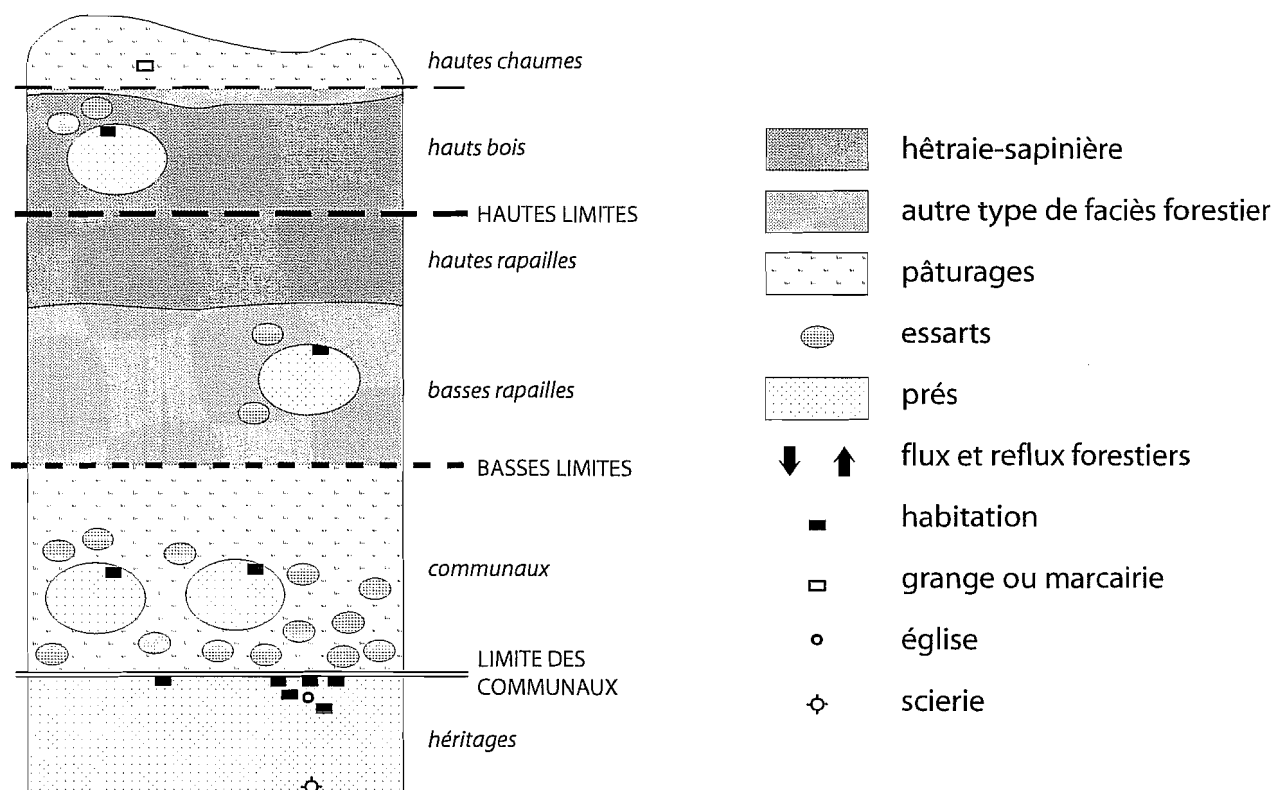 hautes chaumes
hauts bois
HAUTES LIMITES
hautes rapailles
basses rapailles
BASSES LIMITES
communaux
LIMITE DES
COMMUNAUX
héritages
hêtraie-sapinière
autre type de faciès forestier
pâturages
essarts
prés
flux et reflux forestiers
habitation
grange ou marcairie
église
scierie